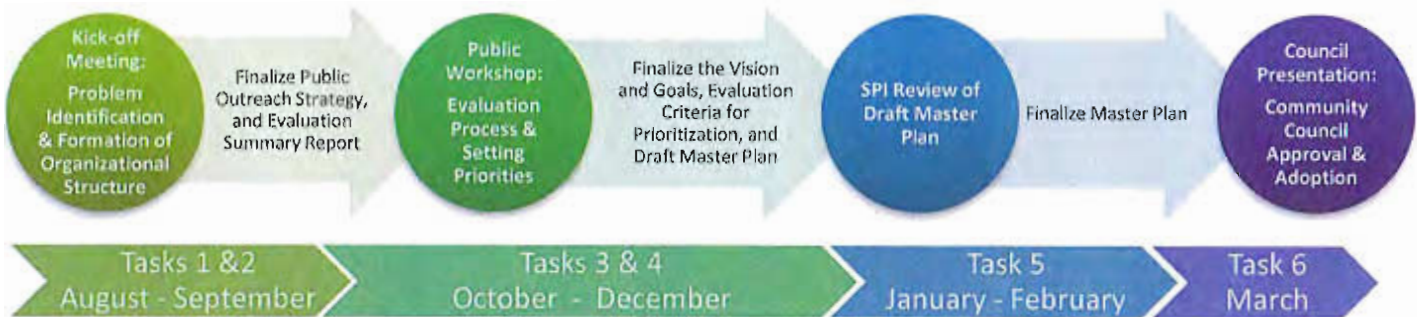 Kick-off
Meeting:
Problem
Identification
& Formation of
Organizational
Structure
Finalize Public
Outreach Strategy,
and Evaluation
Summary Report
Public
Workshop:
Evaluation
Process &
Setting
Priorities
Finalize the Vision
and Goals, Evaluation
Criteria for
Prioritization, and
Draft Master Plan
SPI Review of
Draft Master
Plan
Finalize Master Plan
Council
Presentation:
Community
Council
Approval &
Adoption
Tasks 1 &2
August - September
Tasks 3 & 4
October - December
Task 5
January - February
Task 6
March